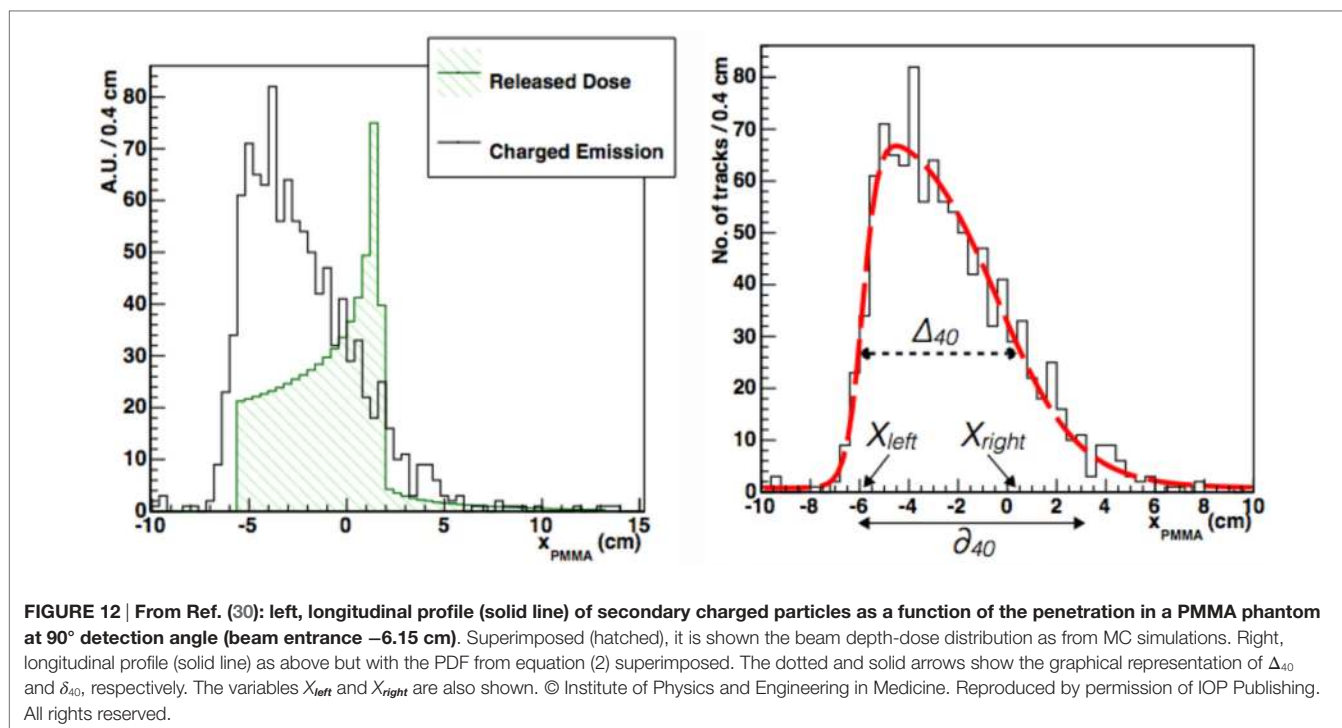 Released Dose
Charged Emission
A.U. / 0.4 cm
80
70
60
50
40
30
20
10
0
-10 -5 0 5 10 15
x_PMMA (cm)
No. of tracks / 0.4 cm
80
70
60
50
40
30
20
10
0
Δ40
Xleft Xright
-10 -8 -6 -4 -2 0 2 4 6 8 10
x_PMMA (cm)
∂40
FIGURE 12 | From Ref. (30): left, longitudinal profile (solid line) of secondary charged particles as a function of the penetration in a PMMA phantom
at 90° detection angle (beam entrance −6.15 cm). Superimposed (hatched), it is shown the beam depth-dose distribution as from MC simulations. Right,
longitudinal profile (solid line) as above but with the PDF from equation (2) superimposed. The dotted and solid arrows show the graphical representation of Δ40
and δ40, respectively. The variables Xleft and Xright are also shown. © Institute of Physics and Engineering in Medicine. Reproduced by permission of IOP Publishing.
All rights reserved.